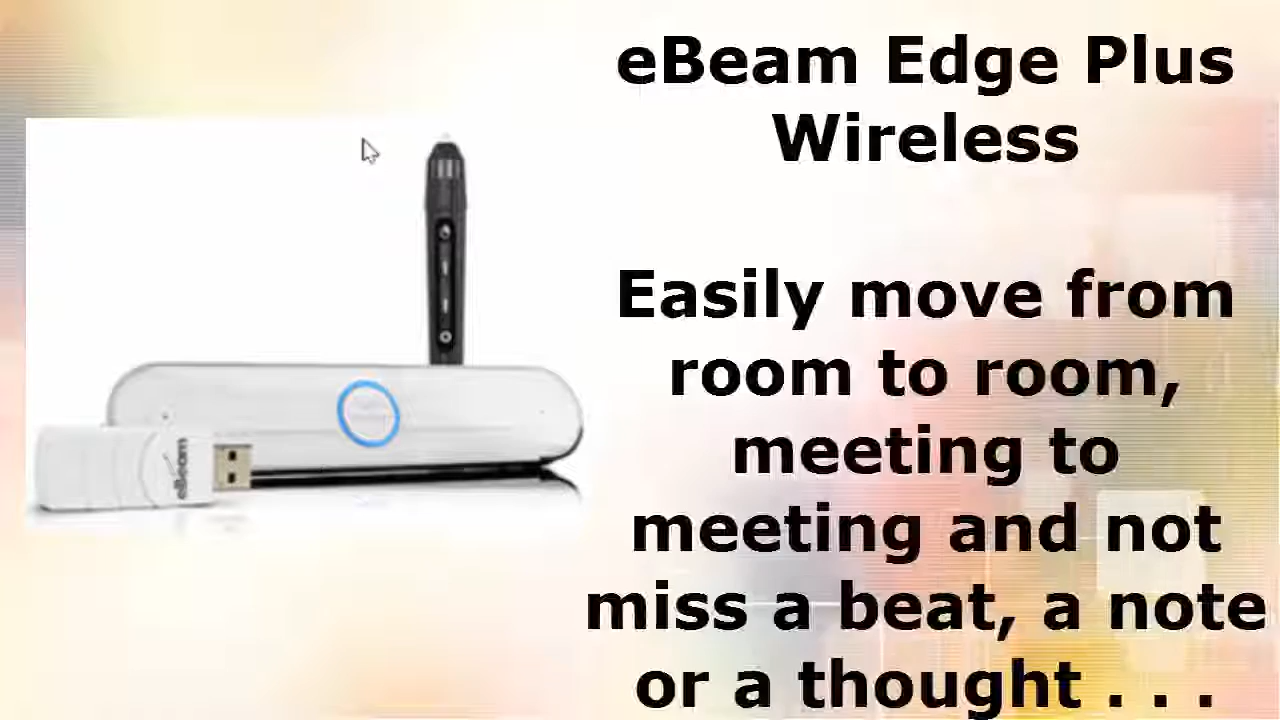 eBeam Edge Plus
Wireless
Easily move from
room to room,
meeting to
meeting and not
miss a beat, a note
or a thought . . .
eBeam